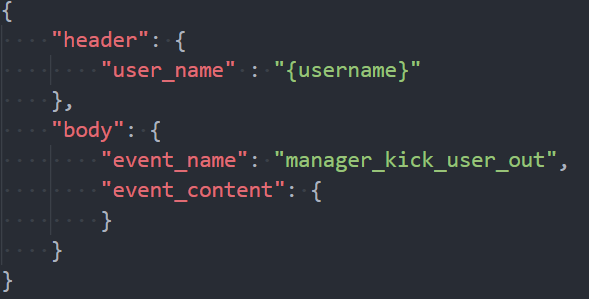 {
    "header": {
        "user_name" : "{username}"
    },
    "body": {
        "event_name": "manager_kick_user_out",
        "event_content": {
        }
    }
}